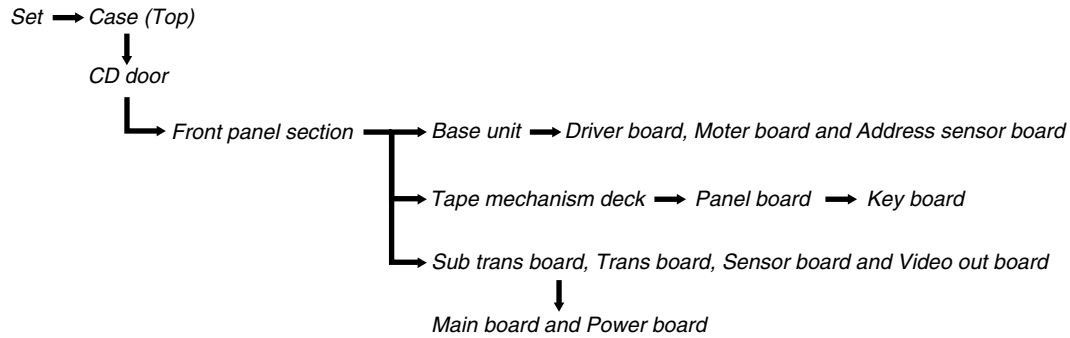 Set Case (Top)
CD door
Front panel section Base unit Driver board, Moter board and Address sensor board
Tape mechanism deck Panel board Key board
Sub trans board, Trans board, Sensor board and Video out board
Main board and Power board